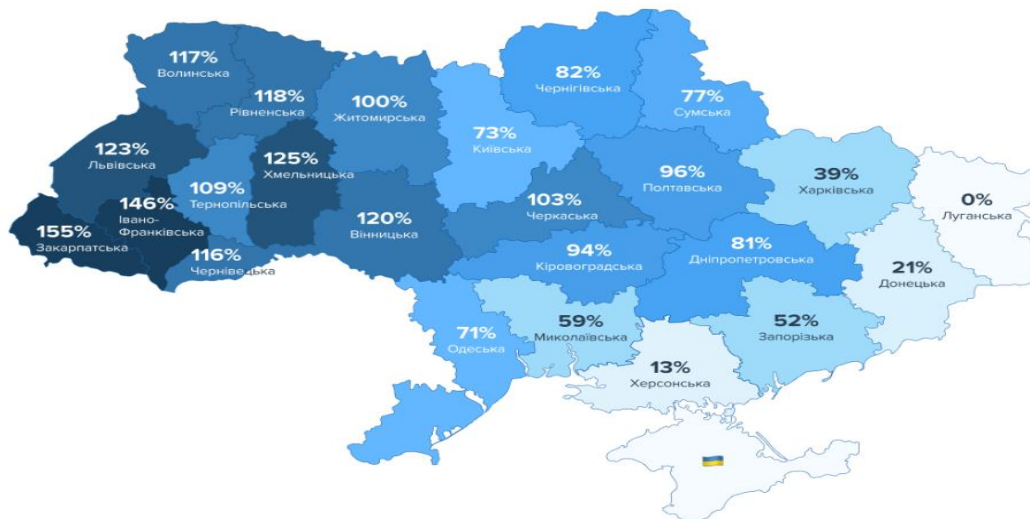 117%
Волинська
118%
Рівненська
100%
Житомирська
82%
Чернігівська
77%
Сумська
73%
Київська
123%
Львівська
125%
Хмельницька
109%
Тернопільська
146%
Івано-
Франківська
155%
Закарпатська
116%
Чернівецька
120%
Вінницька
103%
Черкаська
96%
Полтавська
39%
Харківська
0%
Луганська
94%
Кіровоградська
81%
Дніпропетровська
21%
Донецька
71%
Одеська
59%
Миколаївська
52%
Запорізька
13%
Херсонська